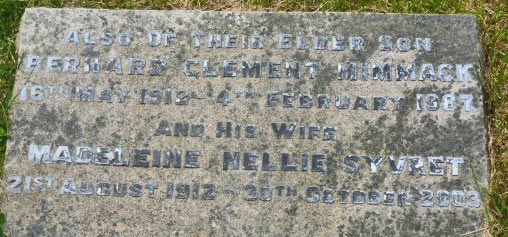 ALSO OF THEIR ELDER SON
BERNARD CLEMENT MIMMACK
16TH MAY 1912 – 4TH FEBRUARY 1987
AND HIS WIFE
MADELEINE NELLIE SYVRET
21ST AUGUST 1912 – 30TH OCTOBER 2003